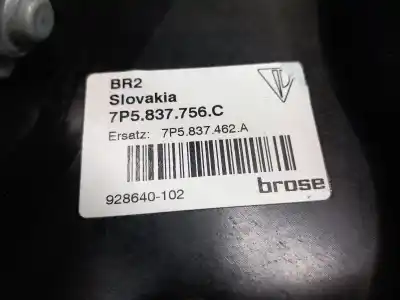 BR2
Slovakia
7P5.837.756.C
Ersatz: 7P5.837.462.A
928640-102
brose